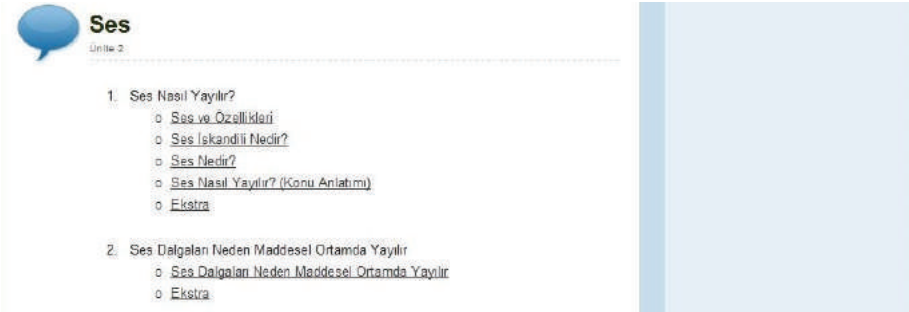 Ses
Ünite 2
1. Ses Nasıl Yayılır?
o Ses ve Özellikleri
o Ses İskandili Nedir?
o Ses Nedir?
o Ses Nasıl Yayılır? (Konu Anlatımı)
o Ekstra
2. Ses Dalgaları Neden Maddesel Ortamda Yayılır
o Ses Dalgaları Neden Maddesel Ortamda Yayılır
o Ekstra